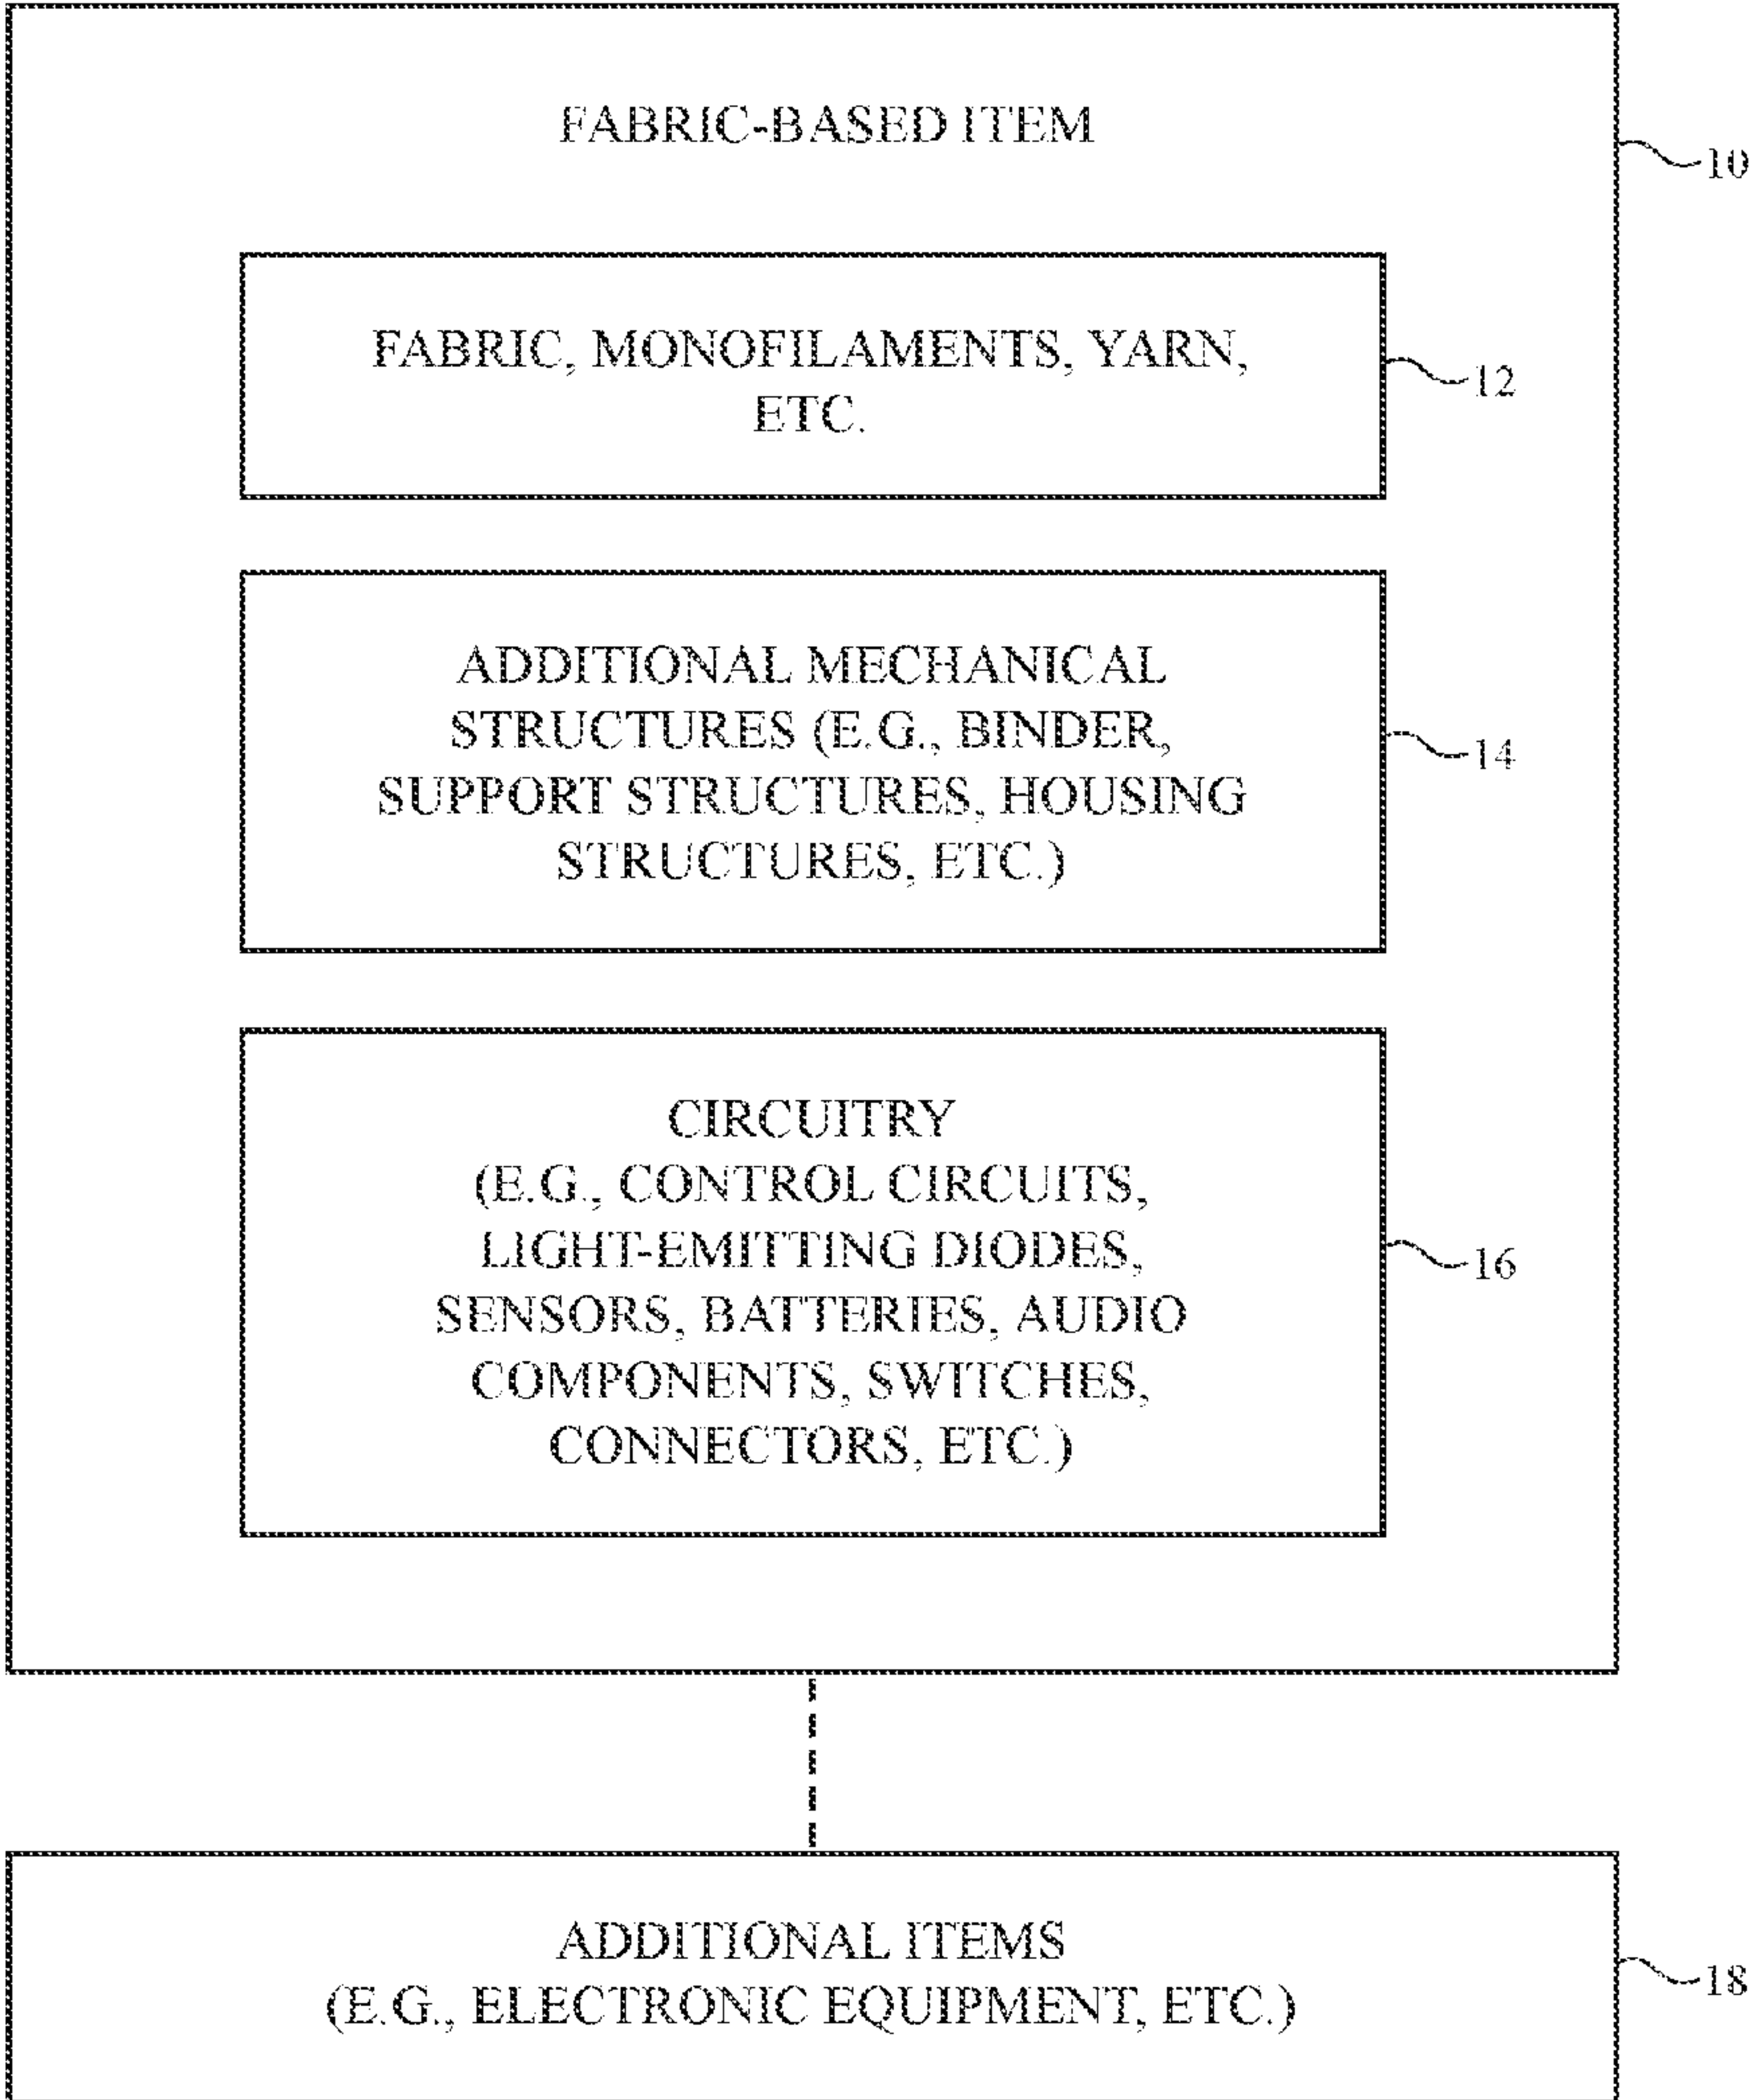 FABRIC-BASED ITEM
10
FABRIC, MONOFILAMENTS, YARN,
ETC.
12
ADDITIONAL MECHANICAL
STRUCTURES (E.G., BINDER,
SUPPORT STRUCTURES, HOUSING
STRUCTURES, ETC.)
14
CIRCUITRY
(E.G., CONTROL CIRCUITS,
LIGHT-EMITTING DIODES,
SENSORS, BATTERIES, AUDIO
COMPONENTS, SWITCHES,
CONNECTORS, ETC.)
16
ADDITIONAL ITEMS
(E.G., ELECTRONIC EQUIPMENT, ETC.)
18